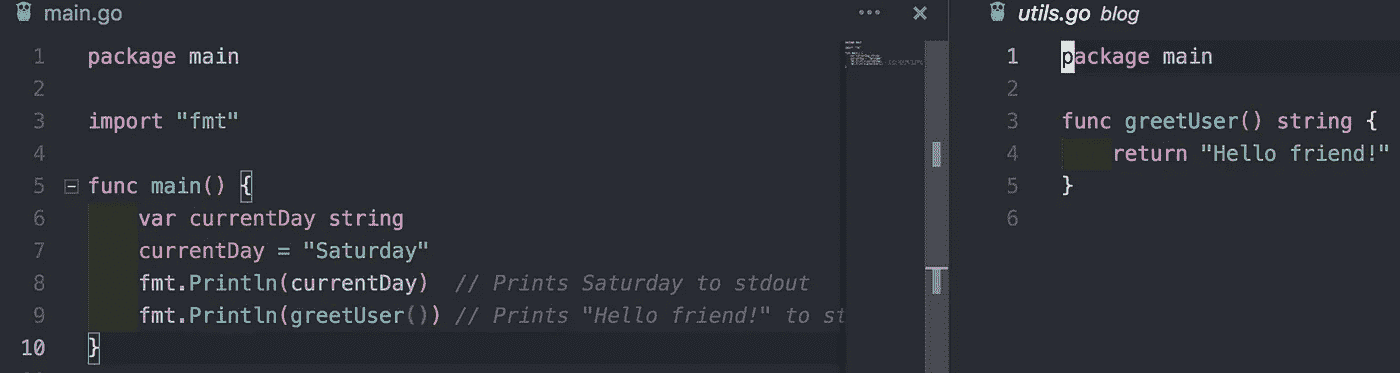 main.go
1 package main
2
3 import "fmt"
4
5 func main() {
6 var currentDay string
7 currentDay = "Saturday"
8 fmt.Println(currentDay) // Prints Saturday to stdout
9 fmt.Println(greetUser()) // Prints "Hello friend!" to st
10 }
utils.go blog
1 package main
2
3 func greetUser() string {
4 return "Hello friend!"
5 }
6